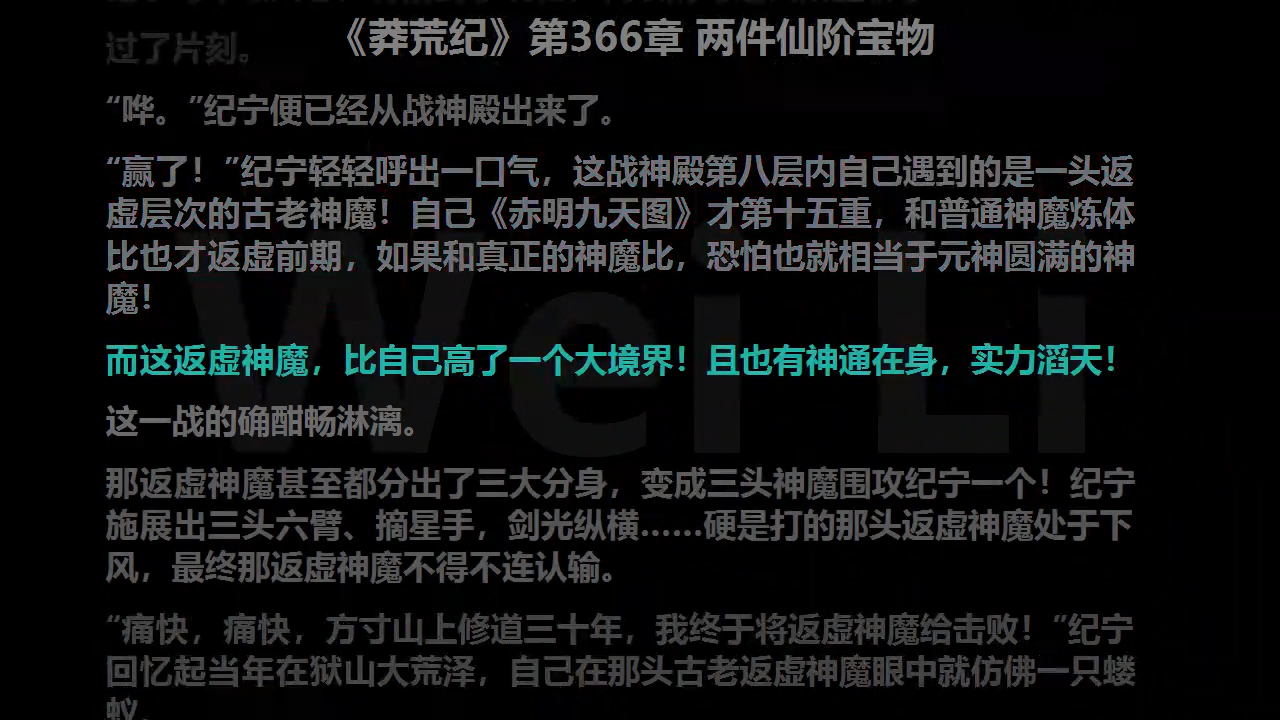 过了片刻。
《莽荒纪》第366章 两件仙阶宝物
“哗。”纪宁便已经从战神殿出来了。
“赢了！”纪宁轻轻呼出一口气，这战神殿第八层内自己遇到的是一头返
虚层次的古老神魔！自己《赤明九天图》才第十五重，和普通神魔炼体
比也才返虚前期，如果和真正的神魔比，恐怕也就相当于元神圆满的神
魔！
而这返虚神魔，比自己高了一个大境界！且也有神通在身，实力滔天！
这一战的确酣畅淋漓。
那返虚神魔甚至都分出了三大分身，变成三头神魔围攻纪宁一个！纪宁
施展出三头六臂、摘星手，剑光纵横……硬是打的那头返虚神魔处于下
风，最终那返虚神魔不得不连认输。
“痛快，痛快，方寸山上修道三十年，我终于将返虚神魔给击败！”纪宁
回忆起当年在狱山大荒泽，自己在那头古老返虚神魔眼中就仿佛一只蝼
蚁。
Wei Li